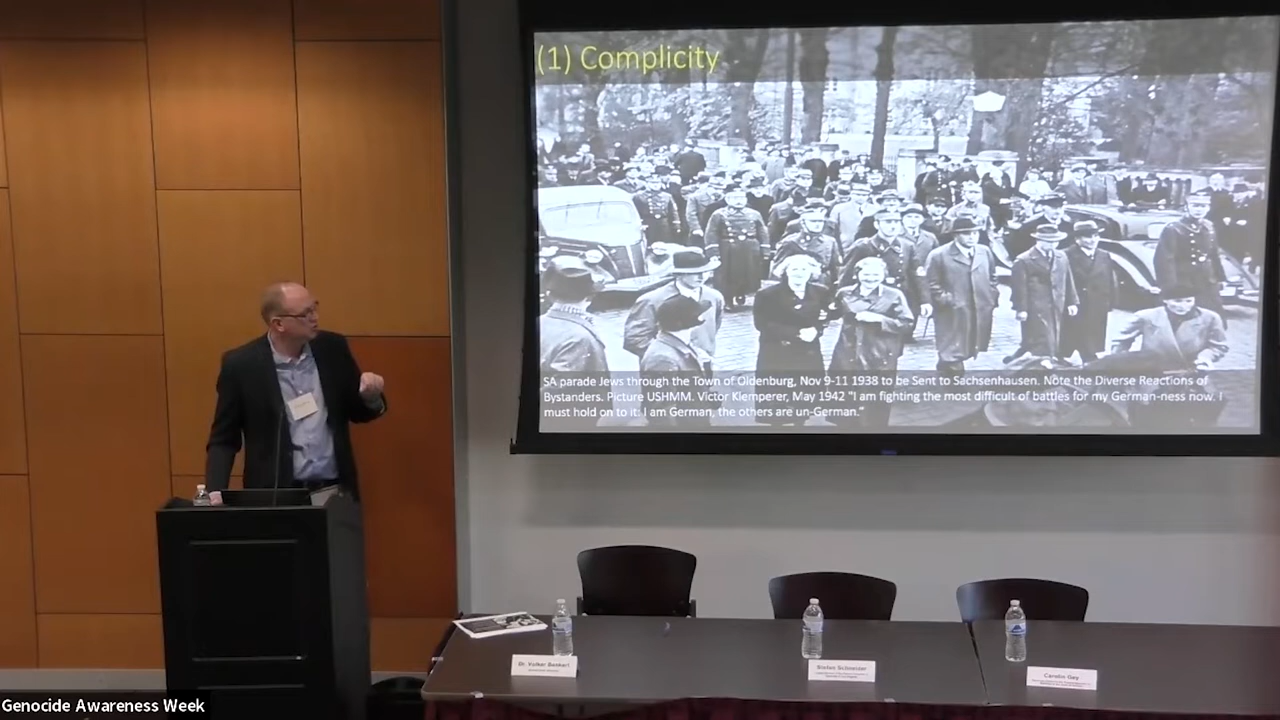 (1) Complicity
SA parade Jews through the Town of Oldenburg, Nov 9-11 1938 to be Sent to Sachsenhausen. Note the Diverse Reactions of
Bystanders. Picture USHMM. Victor Klemperer, May 1942 "I am fighting the most difficult of battles for my German-ness now. I
must hold on to it: I am German, the others are un-German."
Dr. Volker Benkert
Stefan Schneider
Carolin Gay
Genocide Awareness Week